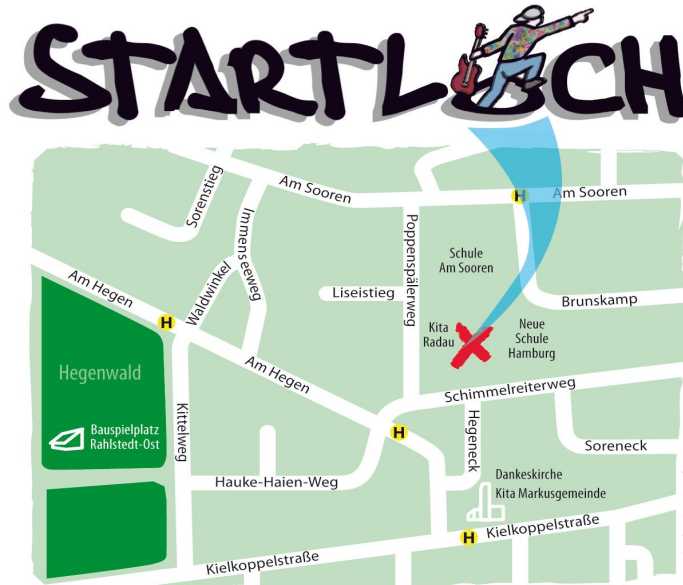 STARTLOCH
Am Sooren
H
Am Sooren
Sorenstieg
Immenseeweg
Poppenspälerweg
Schule
Am Sooren
Am Hegen
Waldwinkel
Liseistieg
Brunskamp
H
Kita
Radau
Neue
Schule
Hamburg
Hegenwald
Am Hegen
Schimmelreiterweg
Kittelweg
Bauspielplatz
Rahlstedt-Ost
H
Hegeneck
Soreneck
Hauke-Haien-Weg
Dankeskirche
Kita Markusgemeinde
H
Kielkoppelstraße
Kielkoppelstraße